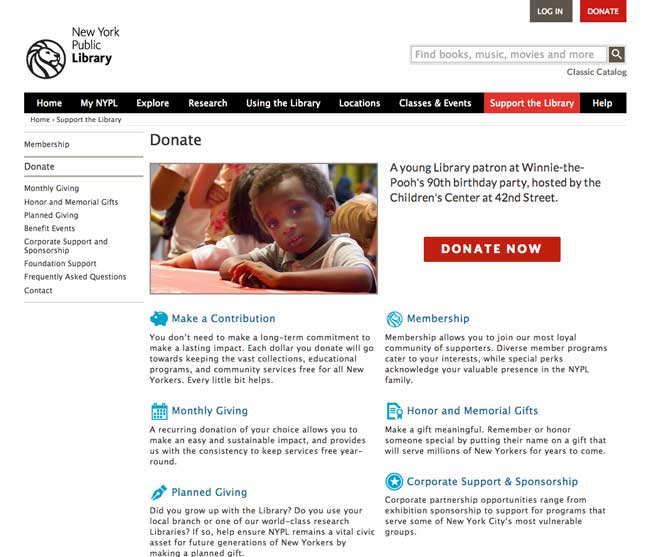 LOG IN
DONATE
New York
Public
Library
Find books, music, movies and more
Classic Catalog
Home
My NYPL
Explore
Research
Using the Library
Locations
Classes & Events
Support the Library
Help
Home › Support the Library
Membership
Donate
Monthly Giving
Honor and Memorial Gifts
Planned Giving
Benefit Events
Corporate Support and
Sponsorship
Foundation Support
Frequently Asked Questions
Contact
Donate
A young Library patron at Winnie-the-
Pooh's 90th birthday party, hosted by the
Children's Center at 42nd Street.
DONATE NOW
Make a Contribution
You don't need to make a long-term commitment to
make a lasting impact. Each dollar you donate will go
towards keeping the vast collections, educational
programs, and community services free for all New
Yorkers. Every little bit helps.
Membership
Membership allows you to join our most loyal
community of supporters. Diverse member programs
cater to your interests, while special perks
acknowledge your valuable presence in the NYPL
family.
Monthly Giving
A recurring donation of your choice allows you to
make an easy and sustainable impact, and provides us
with the consistency to keep services free year-
round.
Honor and Memorial Gifts
Make a gift meaningful. Remember or honor
someone special by putting their name on a gift that
will serve millions of New Yorkers for years to come.
Planned Giving
Did you grow up with the Library? Do you use your
local branch or one of our world-class research
Libraries? If so, help ensure NYPL remains a vital civic
asset for future generations of New Yorkers by
making a planned gift.
Corporate Support & Sponsorship
Corporate partnership opportunities range from
exhibition sponsorship to support for programs that
serve some of New York City's most vulnerable
groups.